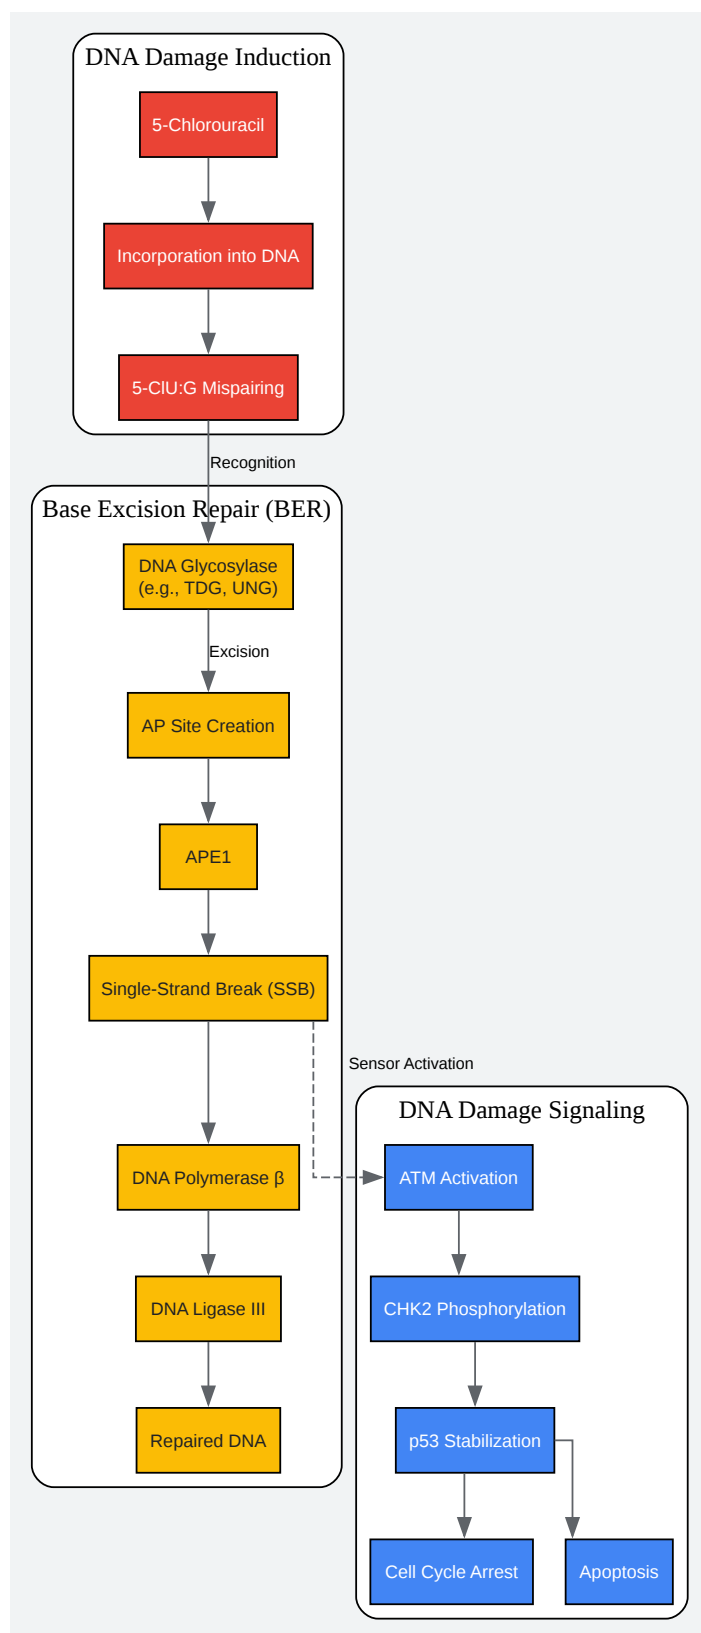 DNA Damage Induction
5-Chlorouracil
Incorporation into DNA
5-ClU:G Mispairing
Recognition
Base Excision Repair (BER)
DNA Glycosylase
(e.g., TDG, UNG)
Excision
AP Site Creation
APE1
Single-Strand Break (SSB)
Sensor Activation
DNA Polymerase β
DNA Ligase III
Repaired DNA
DNA Damage Signaling
ATM Activation
CHK2 Phosphorylation
p53 Stabilization
Cell Cycle Arrest
Apoptosis